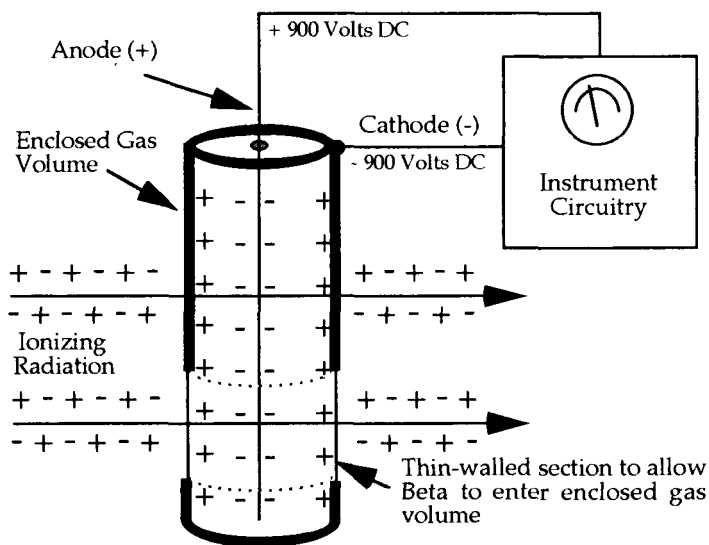 + 900 Volts DC
Anode (+)
Enclosed Gas
Volume
Cathode (-)
- 900 Volts DC
Instrument
Circuitry
+ - + - + -
+ - + - + -
- + - + - +
- + - + - +
Ionizing
Radiation
+ - + - + -
+ - + - + -
- + - + - +
- + - + - +
Thin-walled section to allow
Beta to enter enclosed gas
volume